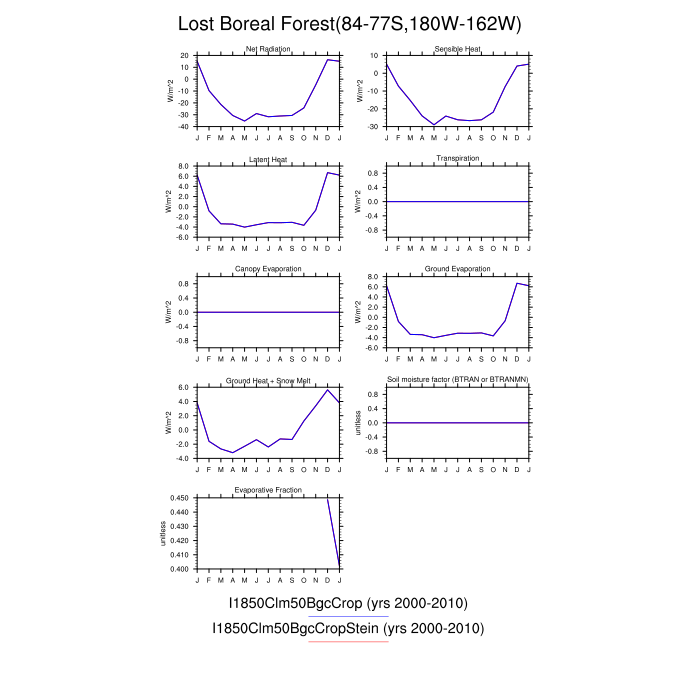 Lost Boreal Forest(84-77S,180W-162W)
Net Radiation
Sensible Heat
W/m^2
20
10
0
-10
-20
-30
-40
J F M A M J J A S O N D J
W/m^2
10
0
-10
-20
-30
J F M A M J J A S O N D J
Latent Heat
Transpiration
W/m^2
8.0
6.0
4.0
2.0
0.0
-2.0
-4.0
-6.0
J F M A M J J A S O N D J
W/m^2
0.8
0.4
0.0
-0.4
-0.8
J F M A M J J A S O N D J
Canopy Evaporation
Ground Evaporation
W/m^2
0.8
0.4
0.0
-0.4
-0.8
J F M A M J J A S O N D J
W/m^2
8.0
6.0
4.0
2.0
0.0
-2.0
-4.0
-6.0
J F M A M J J A S O N D J
Ground Heat + Snow Melt
Soil moisture factor (BTRAN or BTRANMN)
W/m^2
6.0
4.0
2.0
0.0
-2.0
-4.0
J F M A M J J A S O N D J
unitless
0.8
0.4
0.0
-0.4
-0.8
J F M A M J J A S O N D J
Evaporative Fraction
unitless
0.450
0.440
0.430
0.420
0.410
0.400
J F M A M J J A S O N D J
I1850Clm50BgcCrop (yrs 2000-2010)
I1850Clm50BgcCropStein (yrs 2000-2010)